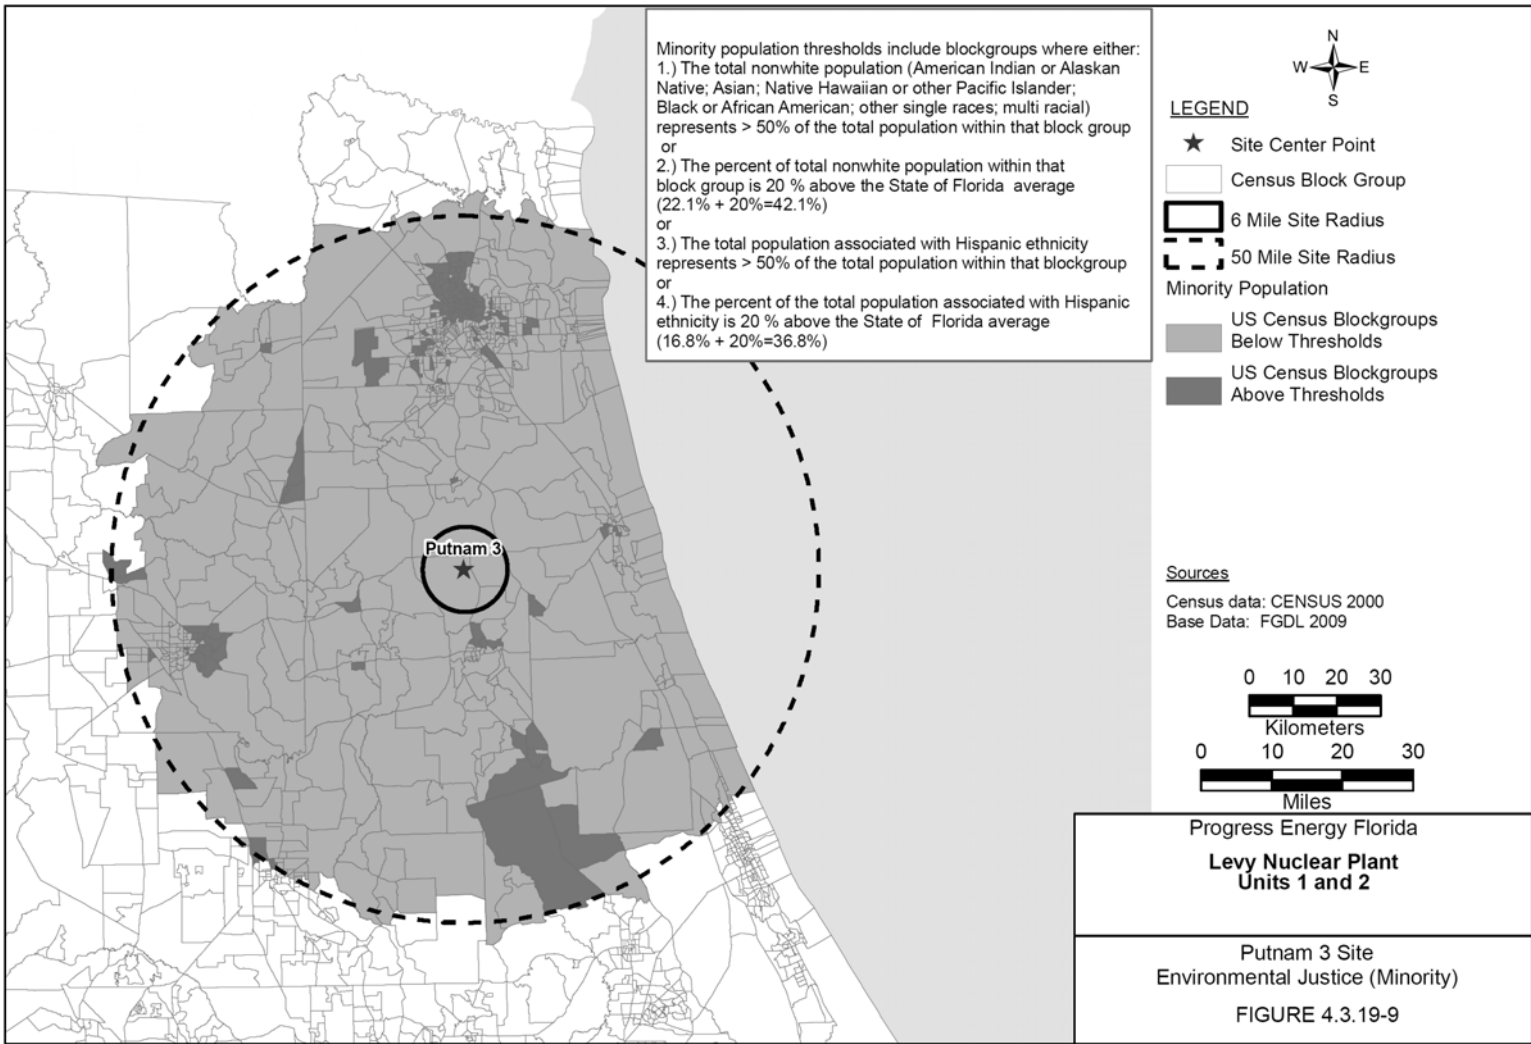 Minority population thresholds include blockgroups where either:
1.) The total nonwhite population (American Indian or Alaskan
Native; Asian; Native Hawaiian or other Pacific Islander;
Black or African American; other single races; multi racial)
represents > 50% of the total population within that block group
or
2.) The percent of total nonwhite population within that
block group is 20 % above the State of Florida average
(22.1% + 20%=42.1%)
or
3.) The total population associated with Hispanic ethnicity
represents > 50% of the total population within that blockgroup
or
4.) The percent of the total population associated with Hispanic
ethnicity is 20 % above the State of Florida average
(16.8% + 20%=36.8%)
N
W E
S
LEGEND
Site Center Point
Census Block Group
6 Mile Site Radius
50 Mile Site Radius
Minority Population
US Census Blockgroups
Below Thresholds
US Census Blockgroups
Above Thresholds
Putnam 3
Sources
Census data: CENSUS 2000
Base Data: FGDL 2009
0 10 20 30
Kilometers
0 10 20 30
Miles
Progress Energy Florida
Levy Nuclear Plant
Units 1 and 2
Putnam 3 Site
Environmental Justice (Minority)
FIGURE 4.3.19-9